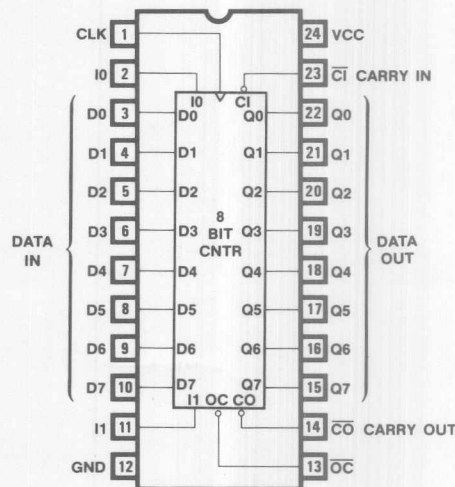 CLK 1 24 VCC
I0 2 23 C̅I̅ CARRY IN
I0 CI
D0 3 D0 Q0 22 Q0
D1 4 D1 Q1 21 Q1
D2 5 D2 Q2 20 Q2
D3 6 D3 8 Q3 19 Q3
DATA IN BIT DATA OUT
CNTR
D4 7 D4 Q4 18 Q4
D5 8 D5 Q5 17 Q5
D6 9 D6 Q6 16 Q6
D7 10 D7 Q7 15 Q7
I1 OC CO
I1 11 14 C̅O̅ CARRY OUT
GND 12 13 O̅C̅